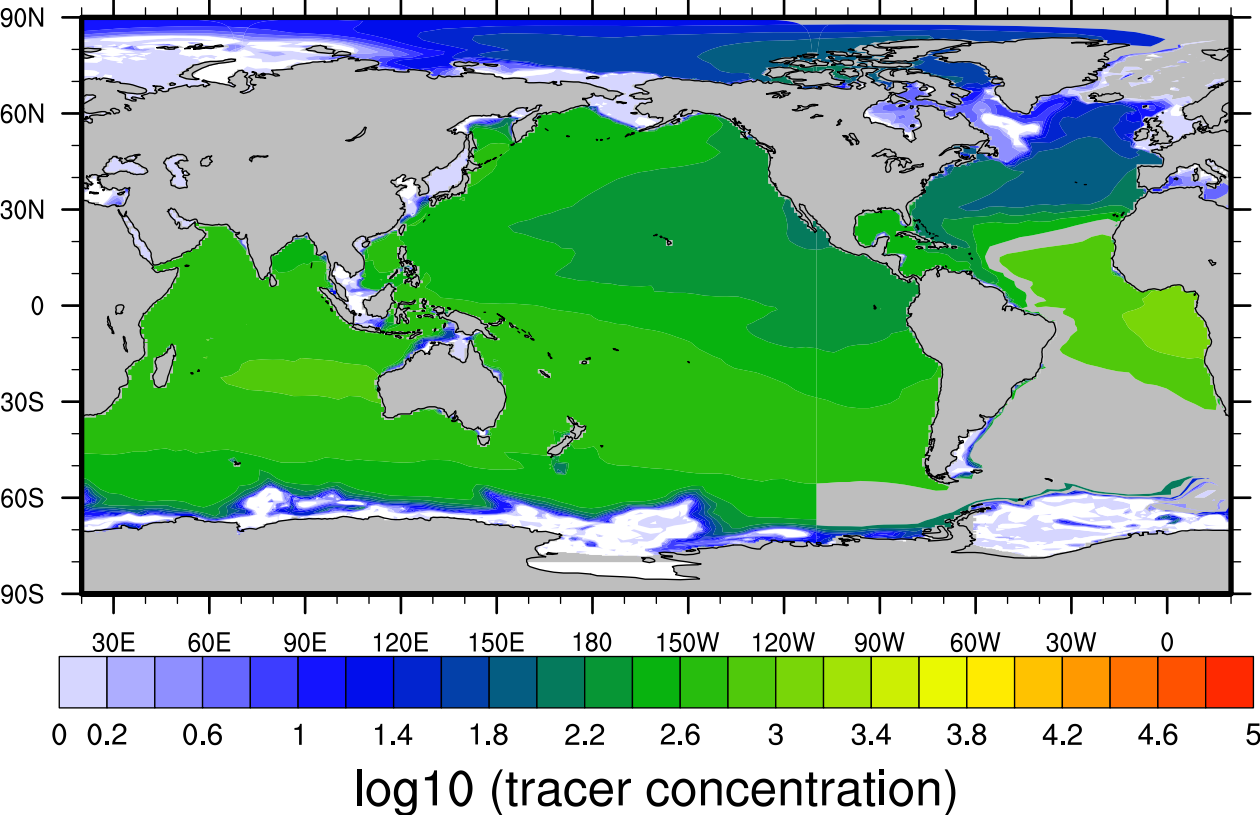 90N
60N
30N
0
30S
60S
90S
30E 60E 90E 120E 150E 180 150W 120W 90W 60W 30W 0
0 0.2 0.6 1 1.4 1.8 2.2 2.6 3 3.4 3.8 4.2 4.6 5
log10 (tracer concentration)